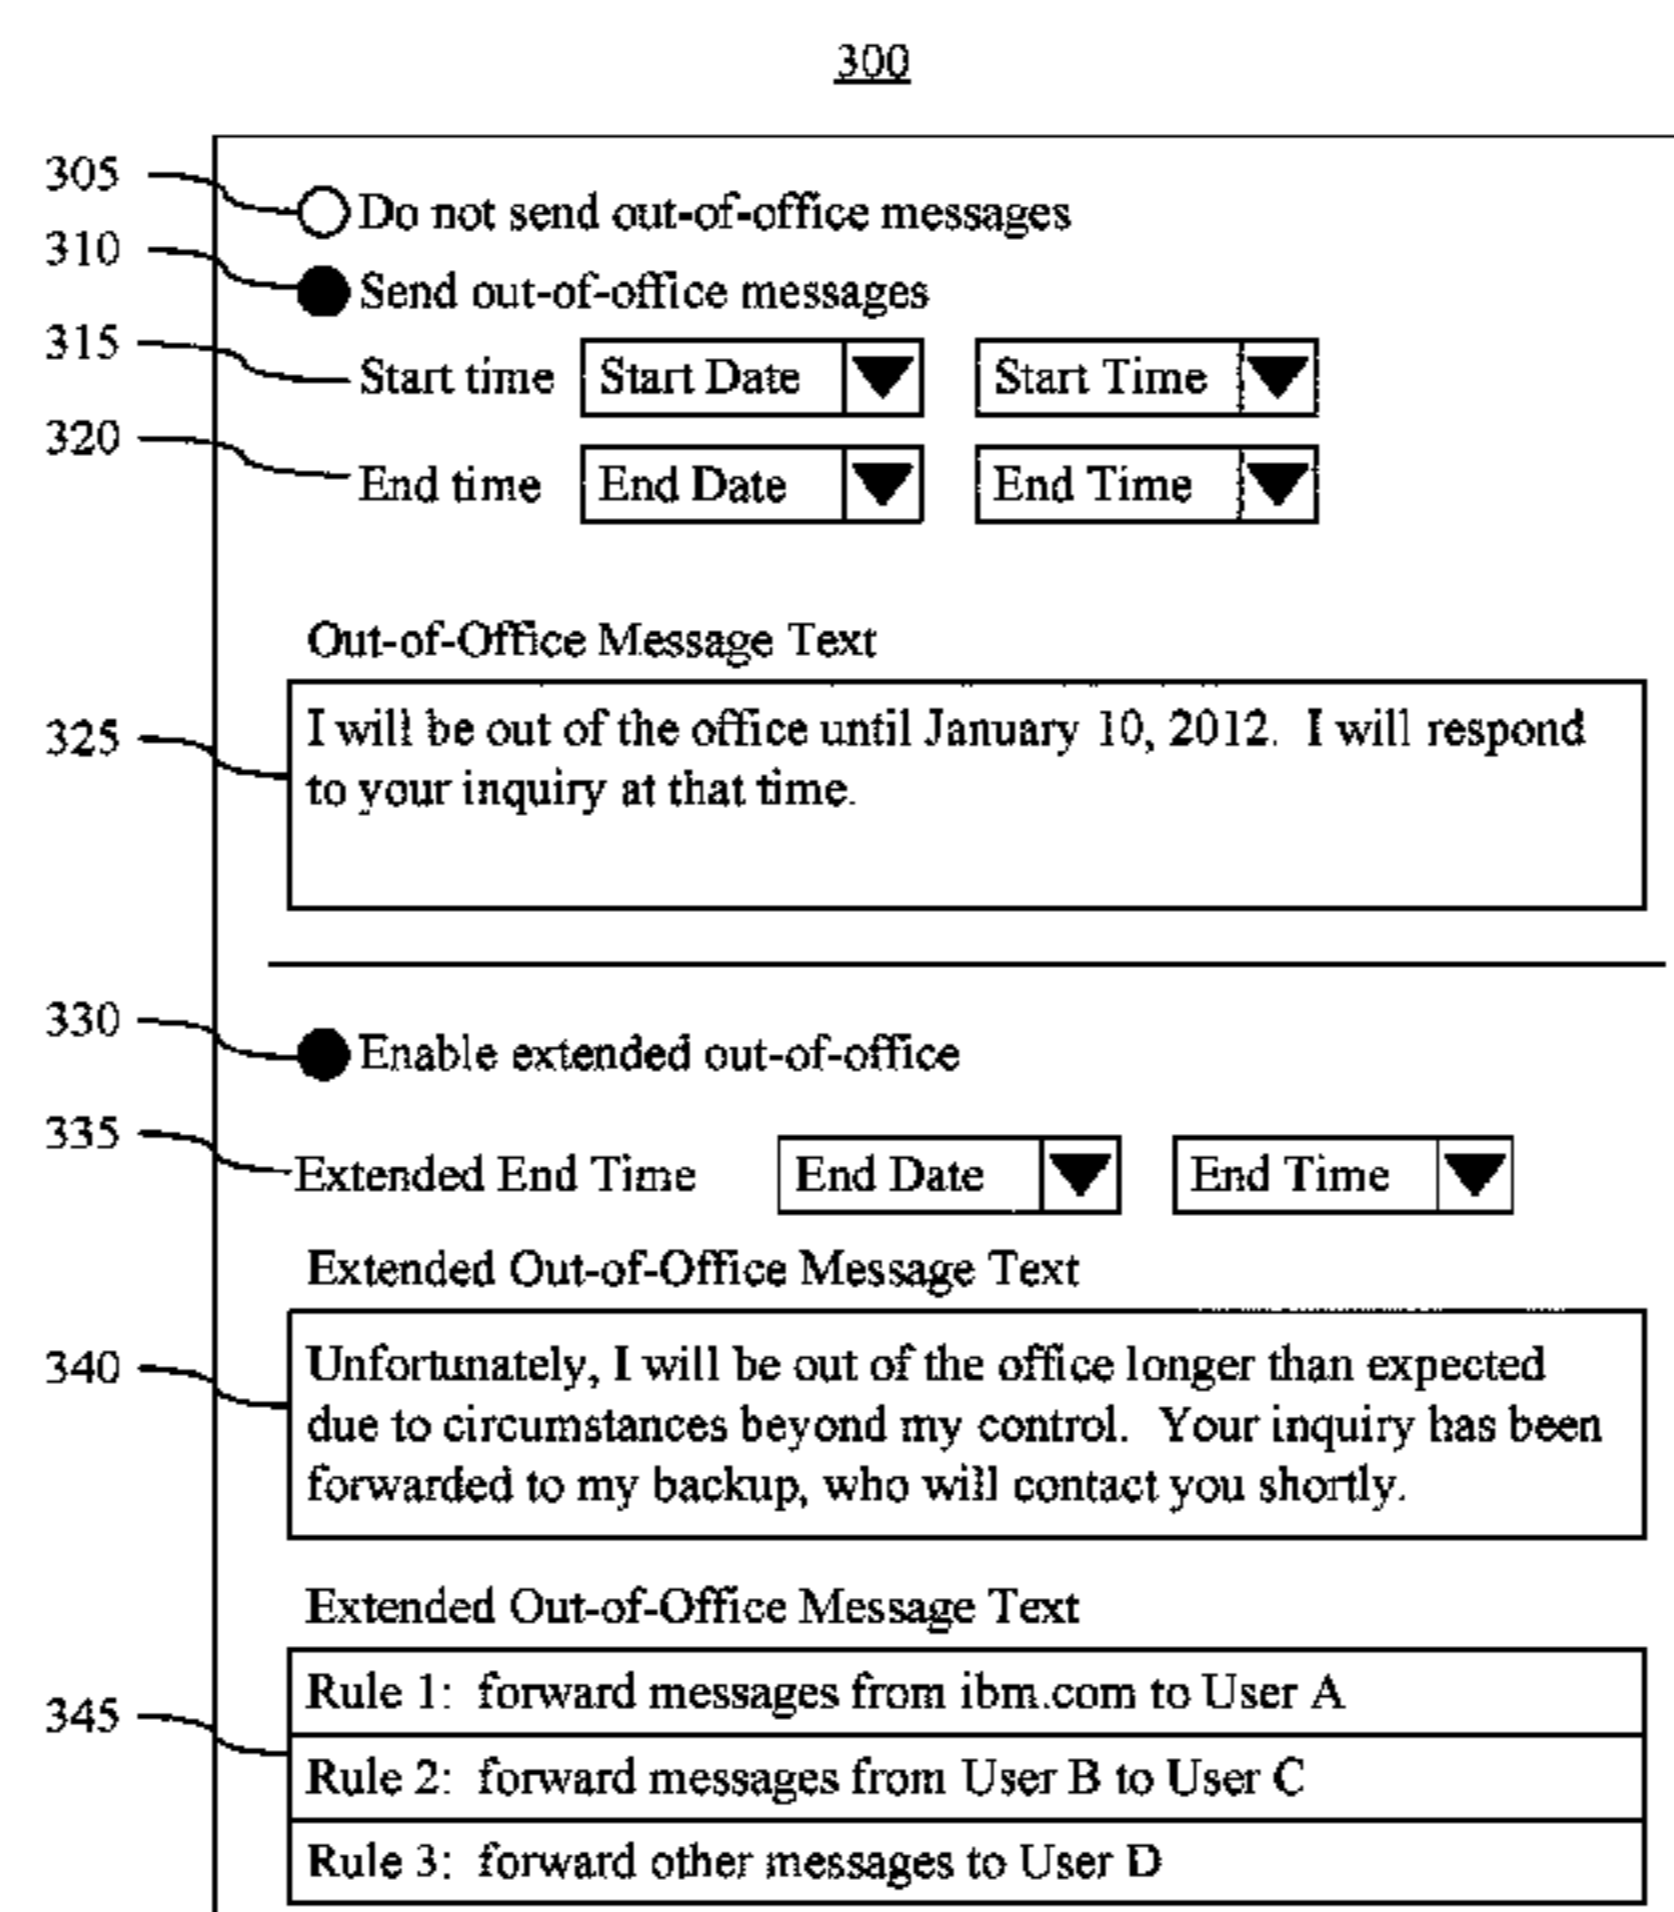 300
305 Do not send out-of-office messages
310 Send out-of-office messages
315 Start time Start Date Start Time
320 End time End Date End Time
Out-of-Office Message Text
325 I will be out of the office until January 10, 2012. I will respond
to your inquiry at that time.
330 Enable extended out-of-office
335 Extended End Time End Date End Time
Extended Out-of-Office Message Text
340 Unfortunately, I will be out of the office longer than expected
due to circumstances beyond my control. Your inquiry has been
forwarded to my backup, who will contact you shortly.
Extended Out-of-Office Message Text
345 Rule 1: forward messages from ibm.com to User A
Rule 2: forward messages from User B to User C
Rule 3: forward other messages to User D